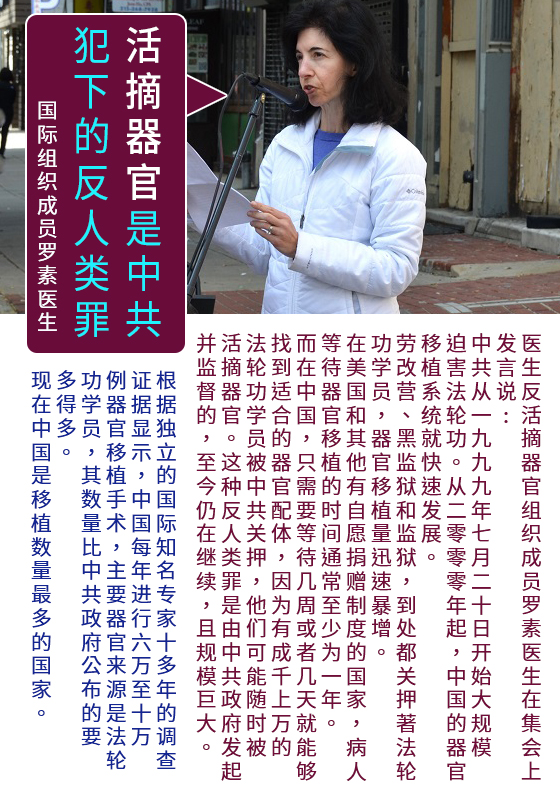 活摘器官是中共
犯下的反人类罪
国际组织成员罗素医生
医生反活摘器官组织成员罗素医生在集会上
发言说：
中共从一九九九年七月二十日开始大规模
迫害法轮功。从二零零零年起，中国的器官
移植系统就快速发展。
劳改营、黑监狱和监狱，到处都关押著法轮
功学员，器官移植量迅速暴增。
在美国和其他有自愿捐赠制度的国家，病人
等待器官移植的时间通常至少为一年。
而在中国，只需要等待几周或者几天就能够
找到适合的器官配体，因为有成千上万的
法轮功学员被中共关押，他们可能随时被
活摘器官。这种反人类罪是由中共政府发起
并监督的，至今仍在继续，且规模巨大。
根据独立的国际知名专家十多年的调查
证据显示，中国每年进行六万至十万
例器官移植手术，主要器官来源是法轮
功学员，其数量比中共政府公布的要
多得多。
现在中国是移植数量最多的国家。